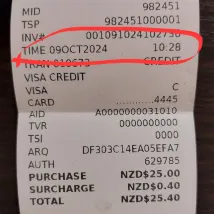 MID 982451
TSP 982451000001
INV# 001091024102730
TIME 09OCT2024 10:28
TRAN 010673 CREDIT
VISA CREDIT
VISA C
CARD ............4445
AID A0000000031010
TVR 0000000000
TSI 0000
ARQ DF303C14EA05EFA7
AUTH 629785
PURCHASE NZD$25.00
SURCHARGE NZD$0.40
TOTAL NZD$25.40